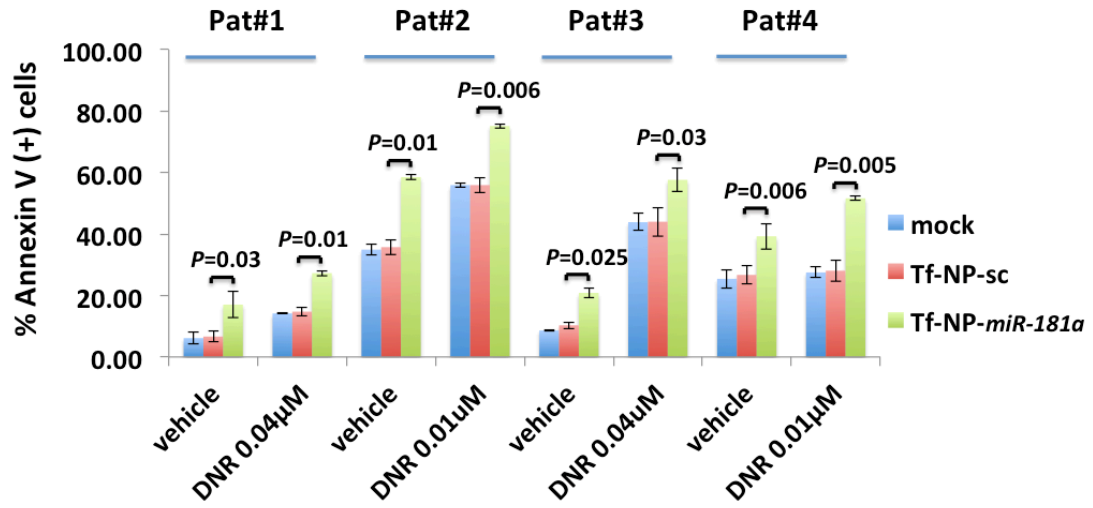 Pat#1 Pat#2 Pat#3 Pat#4
% Annexin V (+) cells
100.00
80.00
60.00
40.00
20.00
0.00
P=0.03
P=0.01
P=0.01
P=0.006
P=0.025
P=0.03
P=0.006
P=0.005
mock
Tf-NP-sc
Tf-NP-miR-181a
vehicle
DNR 0.04µM
vehicle
DNR 0.01uM
vehicle
DNR 0.04uM
vehicle
DNR 0.01µM